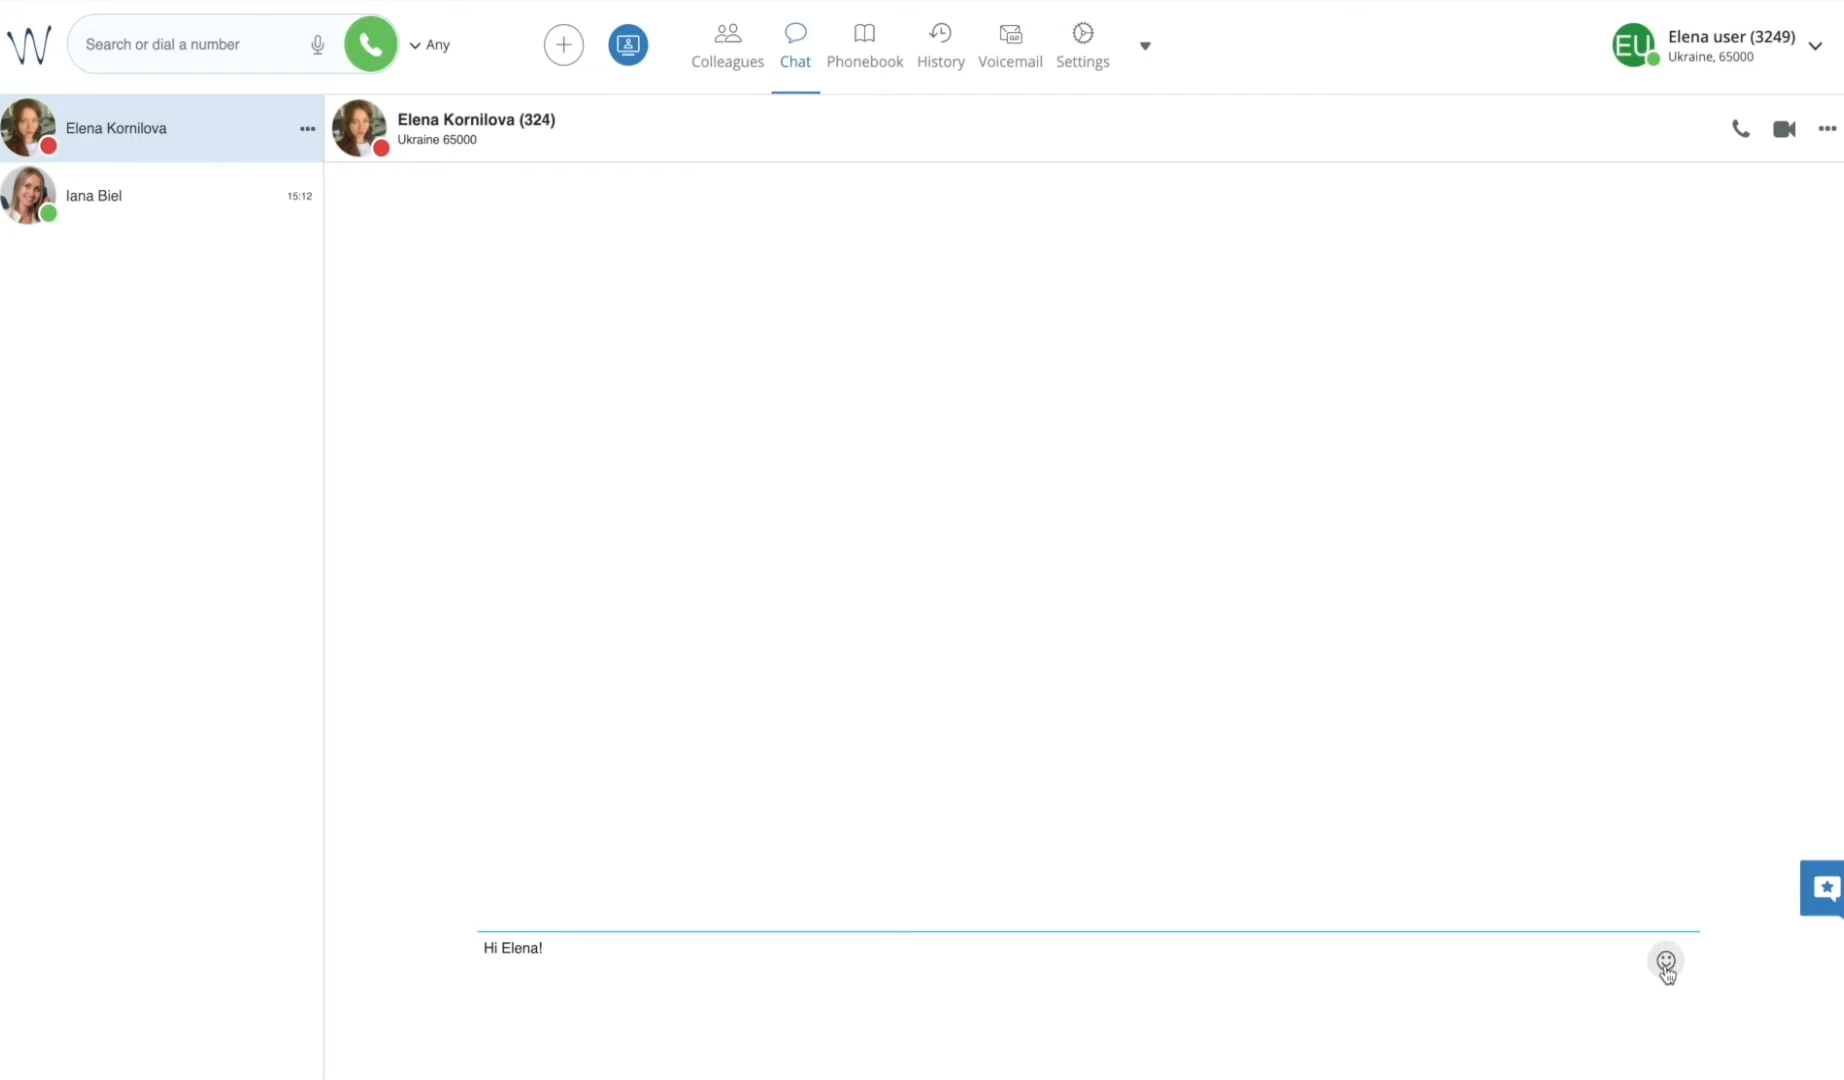 Search or dial a number
Any
Colleagues
Chat
Phonebook
History
Voicemail
Settings
EU
Elena user (3249)
Ukraine, 65000
Elena Kornilova
Iana Biel
15:12
Elena Kornilova (324)
Ukraine 65000
Hi Elena!